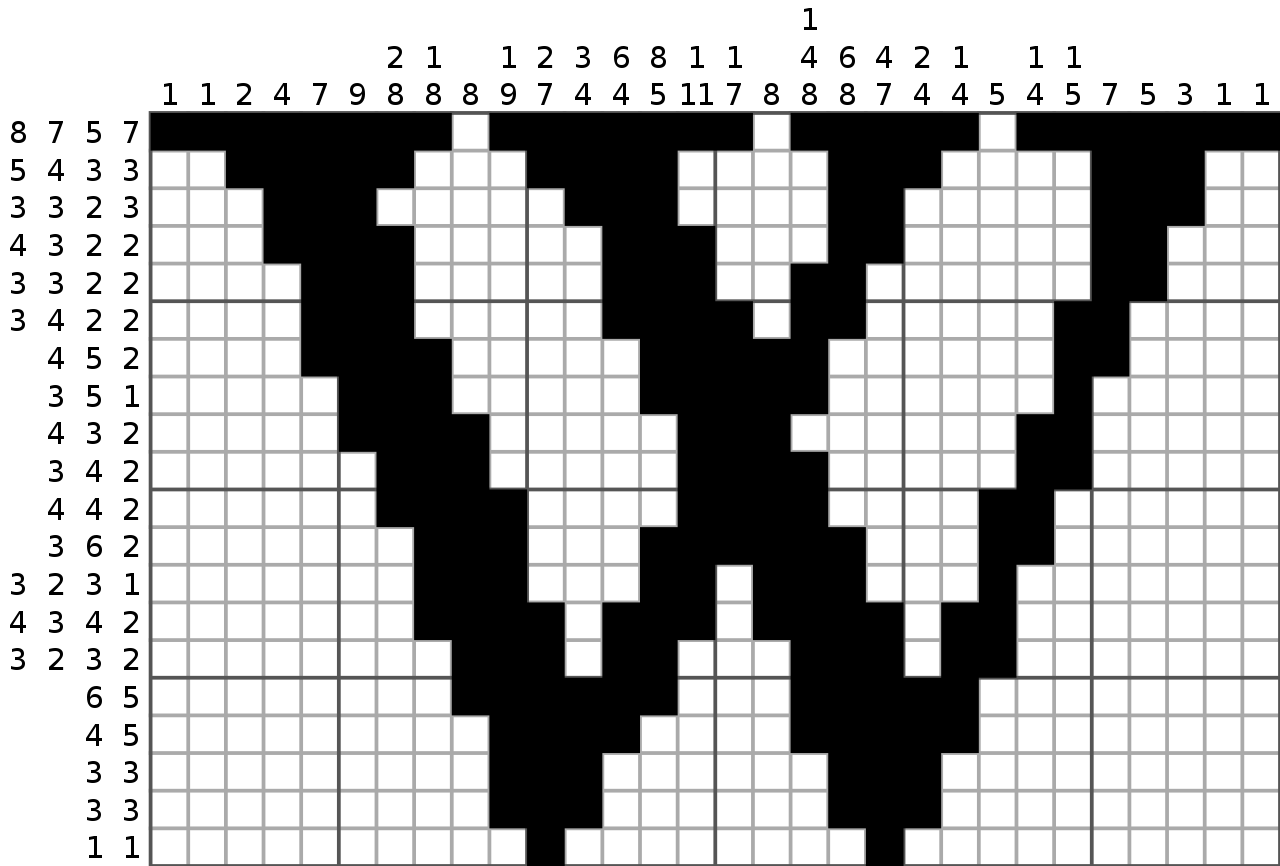 1
2 1 1 2 3 6 8 1 1 4 6 4 2 1 1 1
1 1 2 4 7 9 8 8 8 9 7 4 4 5 11 7 8 8 8 7 4 4 5 4 5 7 5 3 1 1
8 7 5 7
5 4 3 3
3 3 2 3
4 3 2 2
3 3 2 2
3 4 2 2
4 5 2
3 5 1
4 3 2
3 4 2
4 4 2
3 6 2
3 2 3 1
4 3 4 2
3 2 3 2
6 5
4 5
3 3
3 3
1 1